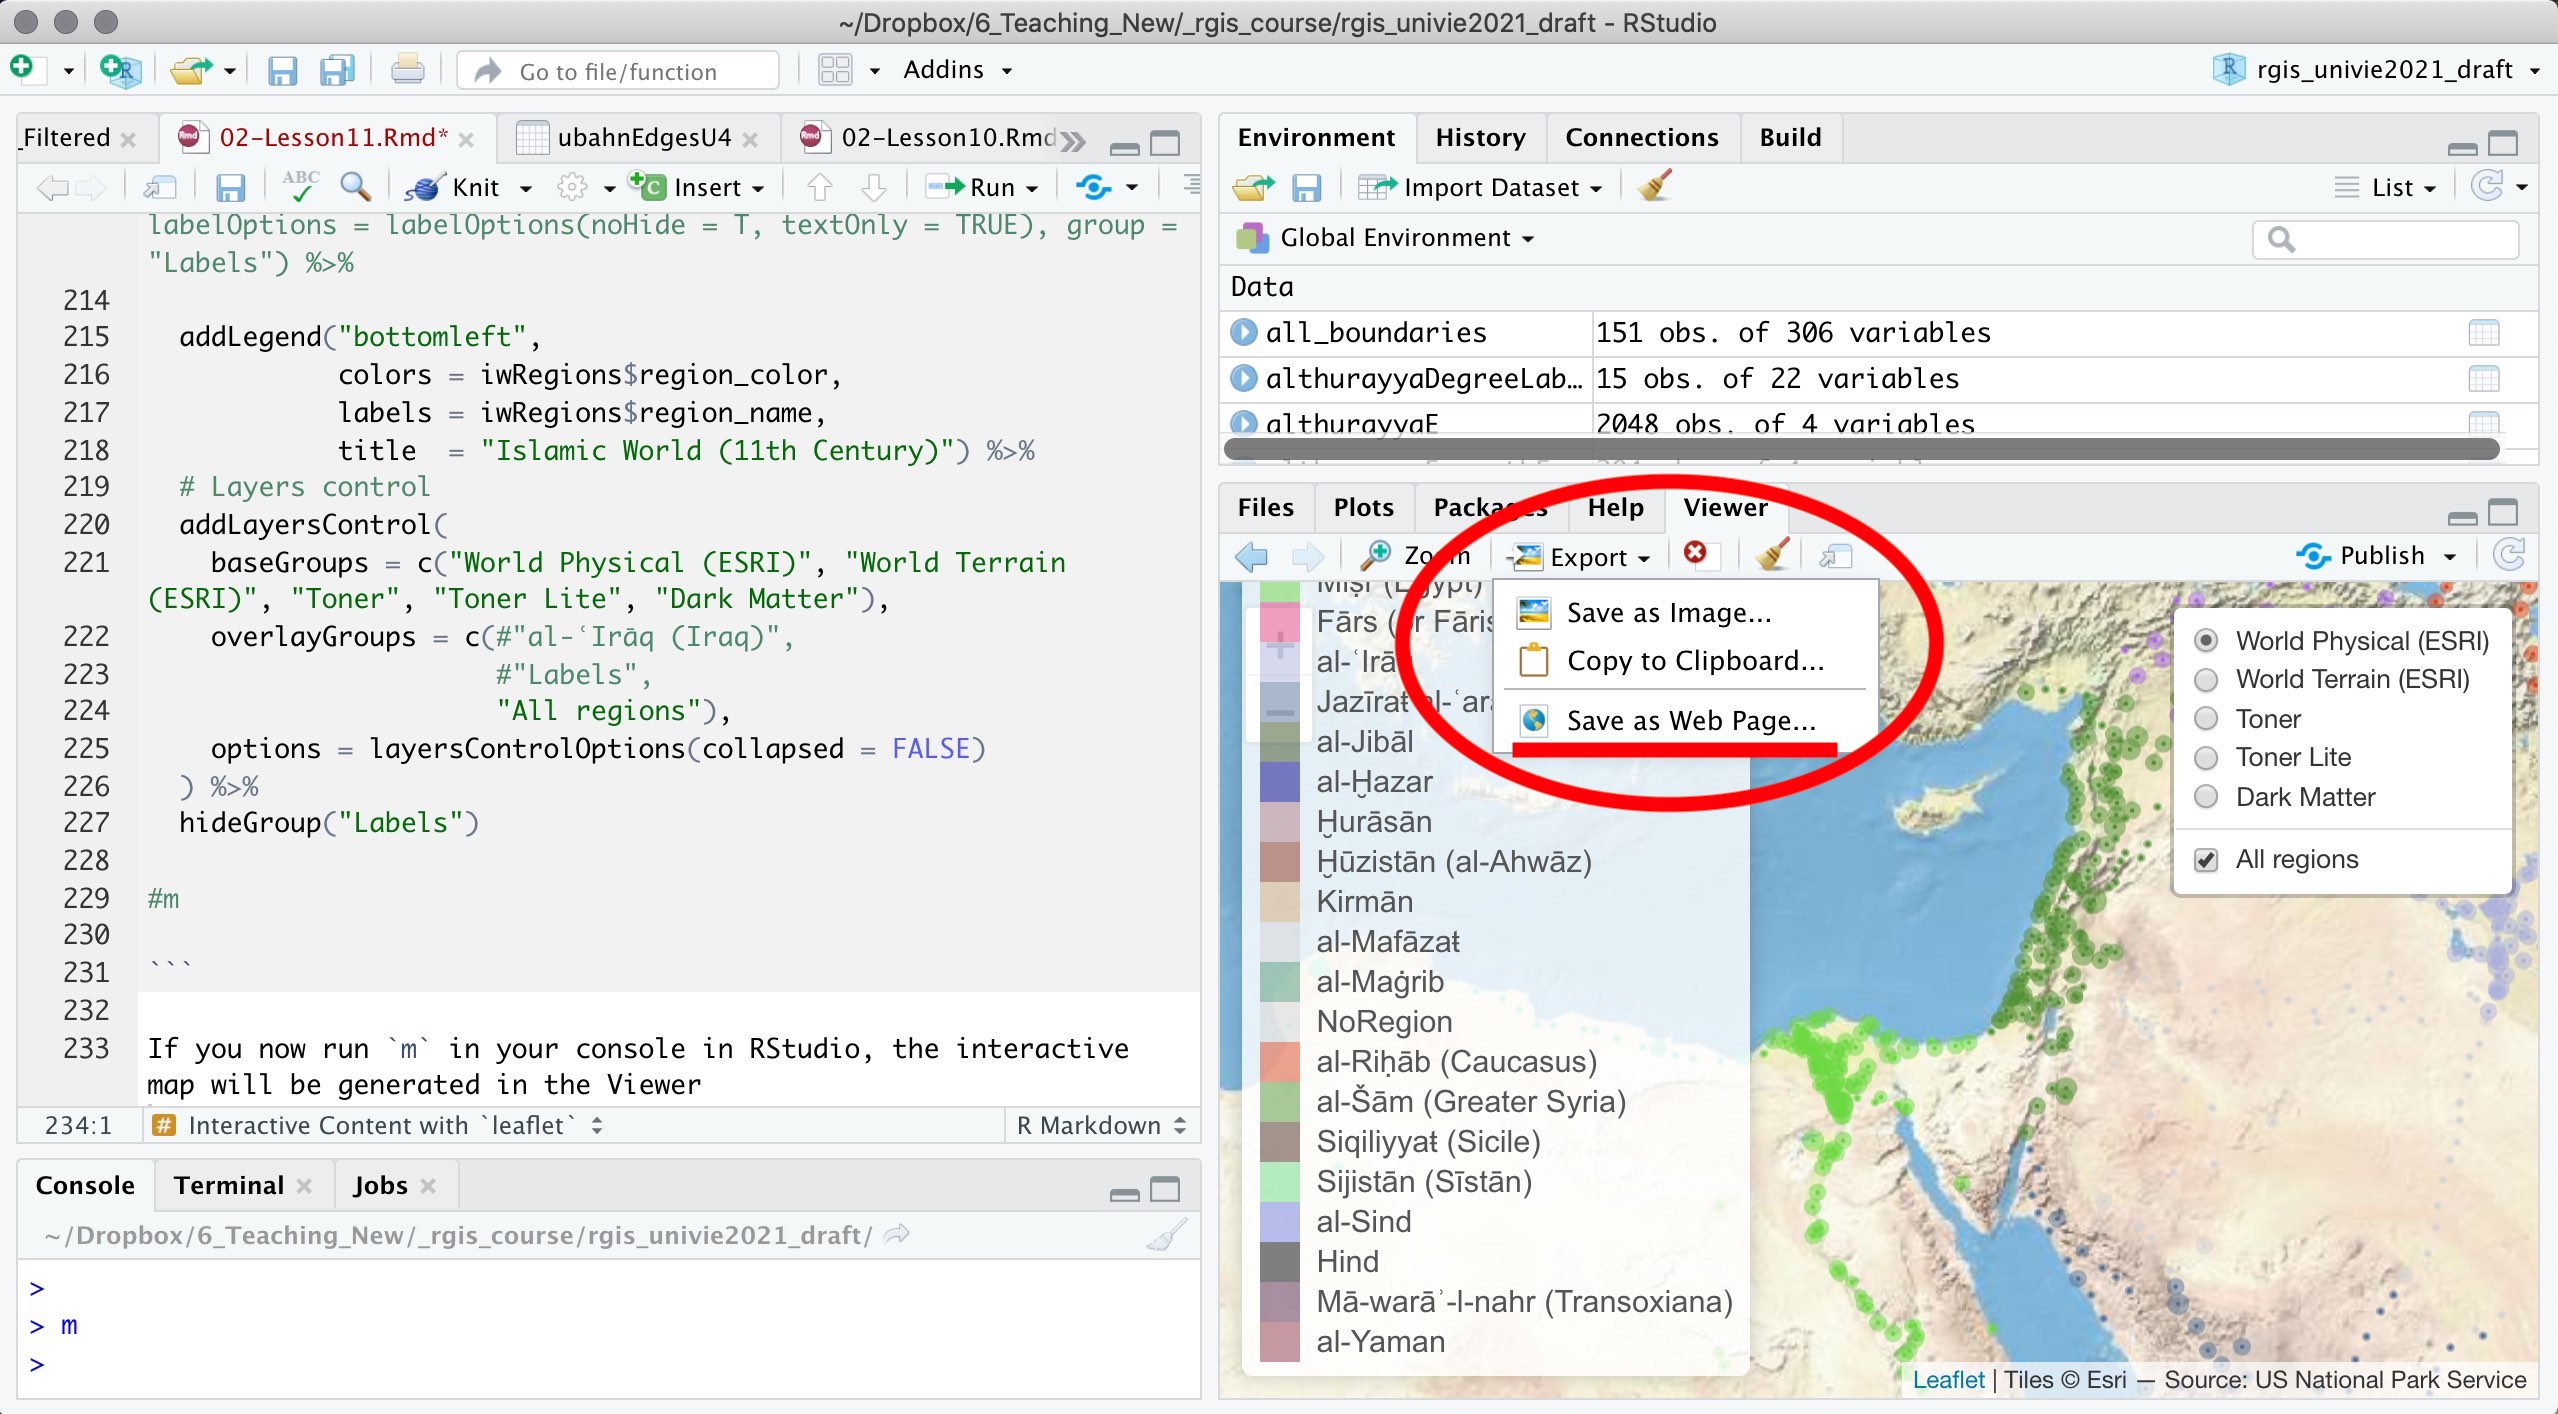 ~/Dropbox/6_Teaching_New/_rgis_course/rgis_univie2021_draft - RStudio
Go to file/function
Addins
rgis_univie2021_draft
_Filtered
02-Lesson11.Rmd*
ubahnEdgesU4
02-Lesson10.Rmd
ABC
Knit
Insert
Run
labelOptions = labelOptions(noHide = T, textOnly = TRUE), group =
"Labels") %>%
214
215 addLegend("bottomleft",
216 colors = iwRegions$region_color,
217 labels = iwRegions$region_name,
218 title = "Islamic World (11th Century)") %>%
219 # Layers control
220 addLayersControl(
221 baseGroups = c("World Physical (ESRI)", "World Terrain
(ESRI)", "Toner", "Toner Lite", "Dark Matter"),
222 overlayGroups = c(#"al-ʿIrāq (Iraq)",
223 #"Labels",
224 "All regions"),
225 options = layersControlOptions(collapsed = FALSE)
226 ) %>%
227 hideGroup("Labels")
228
229 #m
230
231 ```
232
233 If you now run `m` in your console in RStudio, the interactive
map will be generated in the Viewer
234:1
# Interactive Content with `leaflet`
R Markdown
Console
Terminal
Jobs
~/Dropbox/6_Teaching_New/_rgis_course/rgis_univie2021_draft/
>
> m
>
Environment
History
Connections
Build
Import Dataset
List
Global Environment
Data
all_boundaries 151 obs. of 306 variables
althurayyaDegreeLab… 15 obs. of 22 variables
althurayyaE 2048 obs. of 4 variables
Files
Plots
Packages
Help
Viewer
Zoom
Export
Publish
Save as Image...
Copy to Clipboard...
Save as Web Page...
+
−
Miṣr (Egypt)
Fārs (or Fāris
al-ʿIrāq
Jazīraŧ al-ʿara
al-Jibāl
al-Ḫazar
Ḫurāsān
Ḫūzistān (al-Ahwāz)
Kirmān
al-Mafāzaŧ
al-Maġrib
NoRegion
al-Riḥāb (Caucasus)
al-Šām (Greater Syria)
Siqiliyyaŧ (Sicile)
Sijistān (Sīstān)
al-Sind
Hind
Mā-warāʾ-l-nahr (Transoxiana)
al-Yaman
World Physical (ESRI)
World Terrain (ESRI)
Toner
Toner Lite
Dark Matter
All regions
Leaflet | Tiles © Esri — Source: US National Park Service